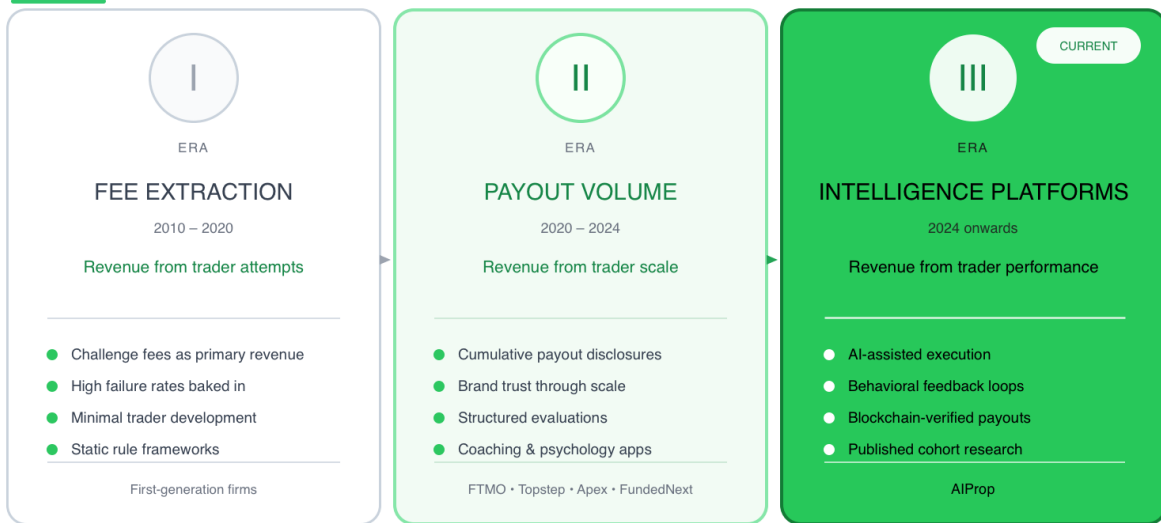 I
ERA
FEE EXTRACTION
2010 – 2020
Revenue from trader attempts
Challenge fees as primary revenue
High failure rates baked in
Minimal trader development
Static rule frameworks
First-generation firms
II
ERA
PAYOUT VOLUME
2020 – 2024
Revenue from trader scale
Cumulative payout disclosures
Brand trust through scale
Structured evaluations
Coaching & psychology apps
FTMO • Topstep • Apex • FundedNext
CURRENT
III
ERA
INTELLIGENCE PLATFORMS
2024 onwards
Revenue from trader performance
AI-assisted execution
Behavioral feedback loops
Blockchain-verified payouts
Published cohort research
AIProp